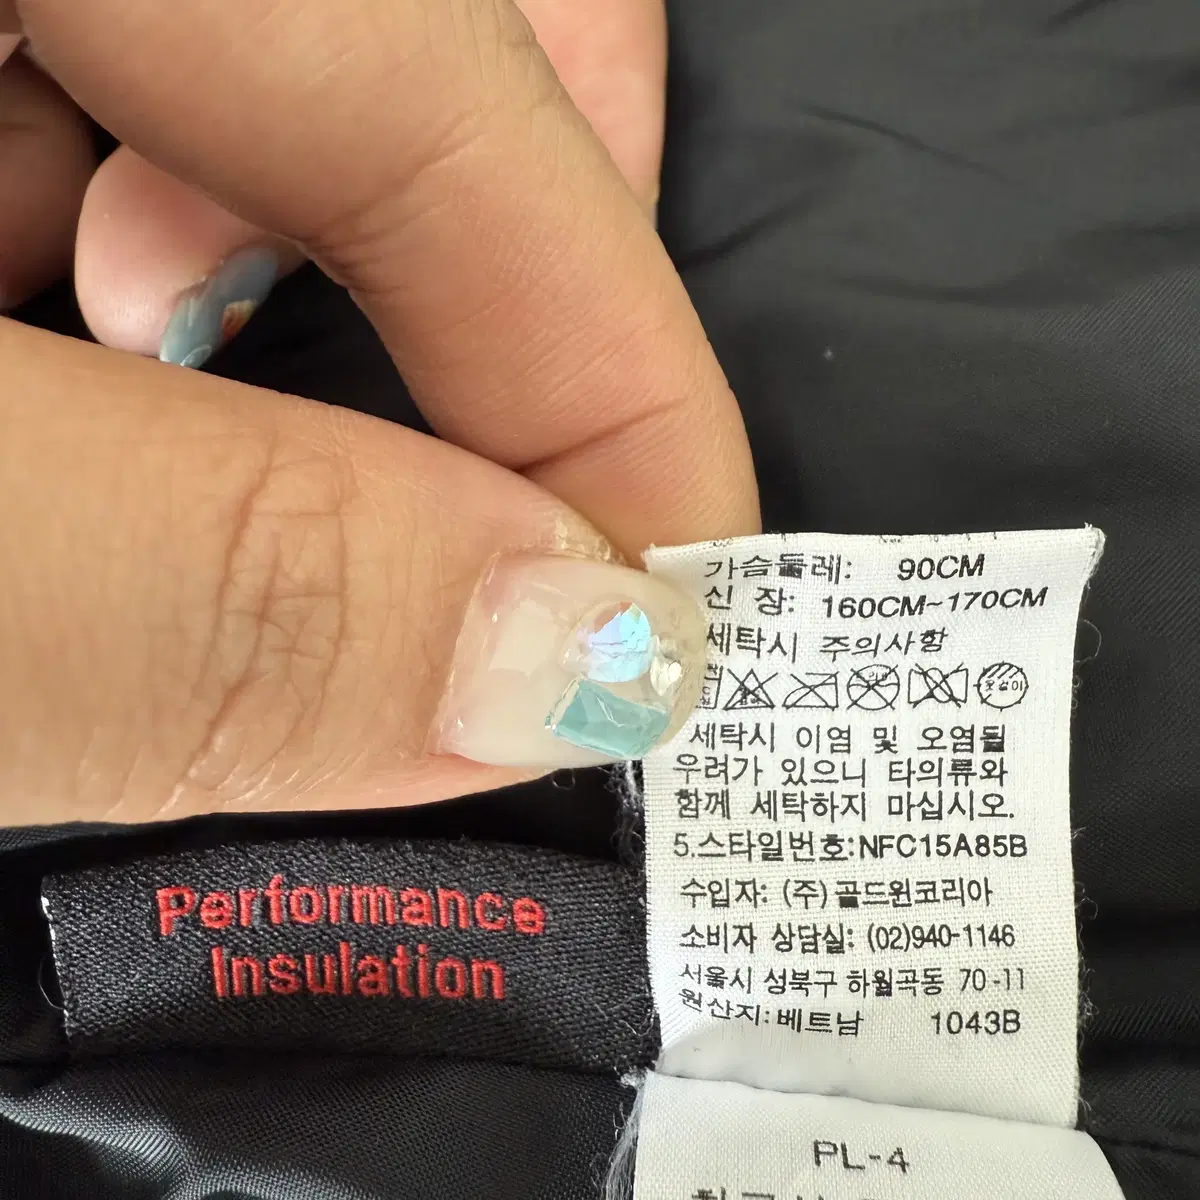 가슴둘레: 90CM
신 장: 160CM~170CM
세탁시 주의사항
옷걸이
세탁시 이염 및 오염될
우려가 있으니 타의류와
함께 세탁하지 마십시오.
5.스타일번호:NFC15A85B
수입자: (주)골드윈코리아
소비자 상담실: (02)940-1146
서울시 성북구 하월곡동 70-11
원산지:베트남 1043B
Performance
Insulation
PL-4